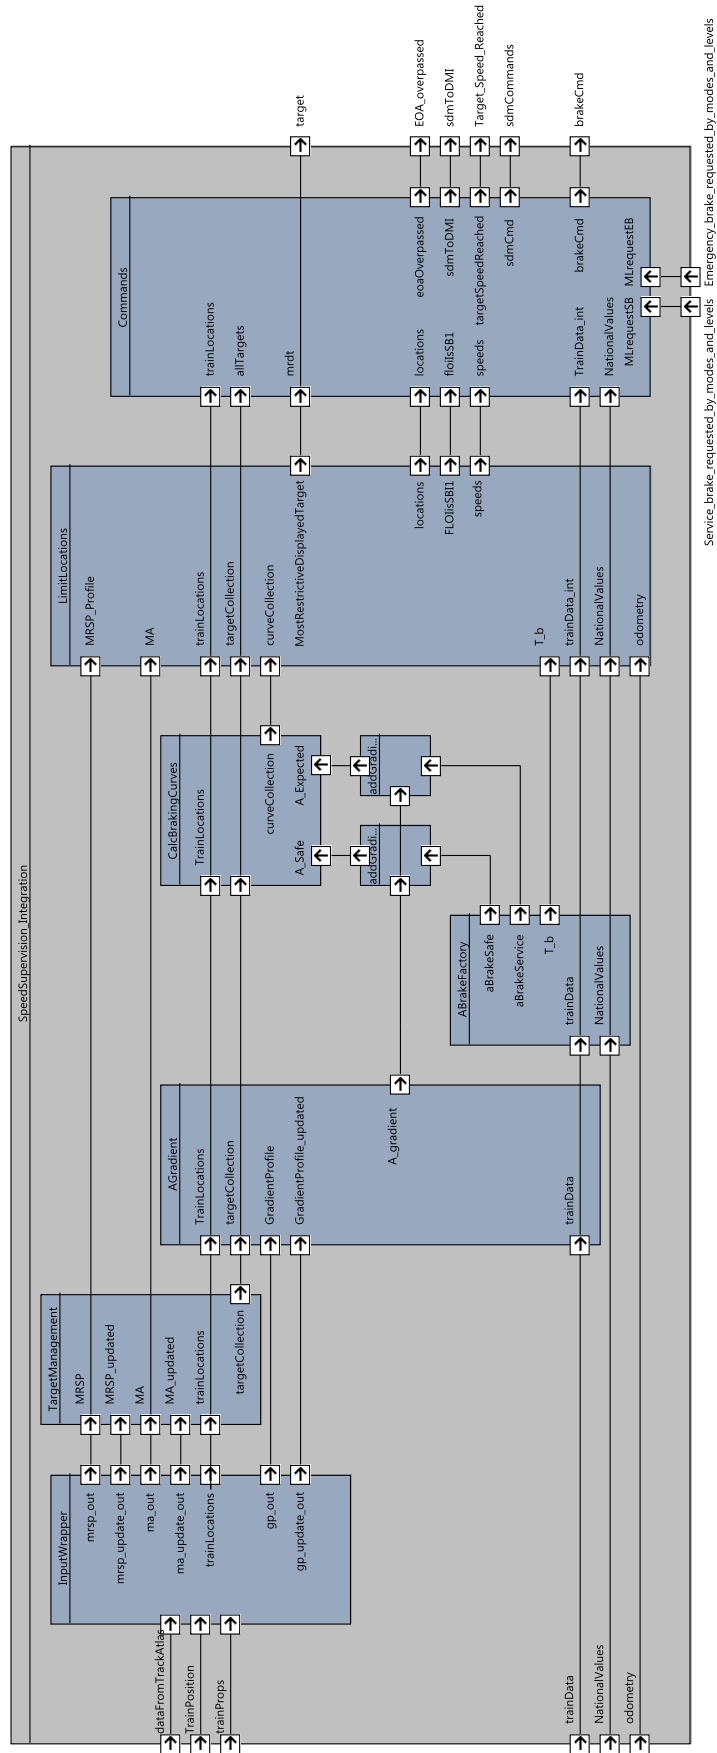 SpeedSupervision_Integration
dataFromTrackAtlas
TrainPosition
trainProps
trainData
NationalValues
odometry
InputWrapper
mrsp_out
mrsp_update_out
ma_out
ma_update_out
trainLocations
gp_out
gp_update_out
TargetManagement
MRSP
MRSP_updated
MA
MA_updated
trainLocations
targetCollection
AGradient
TrainLocations
targetCollection
GradientProfile
GradientProfile_updated
A_gradient
trainData
ABrakeFactory
aBrakeSafe
aBrakeService
T_b
trainData
NationalValues
CalcBrakingCurves
TrainLocations
curveCollection
A_Safe
A_Expected
addGradi...
addGradi...
LimitLocations
MRSP_Profile
MA
trainLocations
targetCollection
curveCollection
MostRestrictiveDisplayedTarget
locations
FLOIisSBI1
speeds
T_b
trainData_int
NationalValues
odometry
Commands
trainLocations
allTargets
mrdt
locations
floiIsSB1
speeds
TrainData_int
NationalValues
eoaOverpassed
sdmToDMI
targetSpeedReached
sdmCmd
brakeCmd
MLrequestSB
MLrequestEB
target
EOA_overpassed
sdmToDMI
Target_Speed_Reached
sdmCommands
brakeCmd
Service_brake_requested_by_modes_and_levels
Emergency_brake_requested_by_modes_and_levels